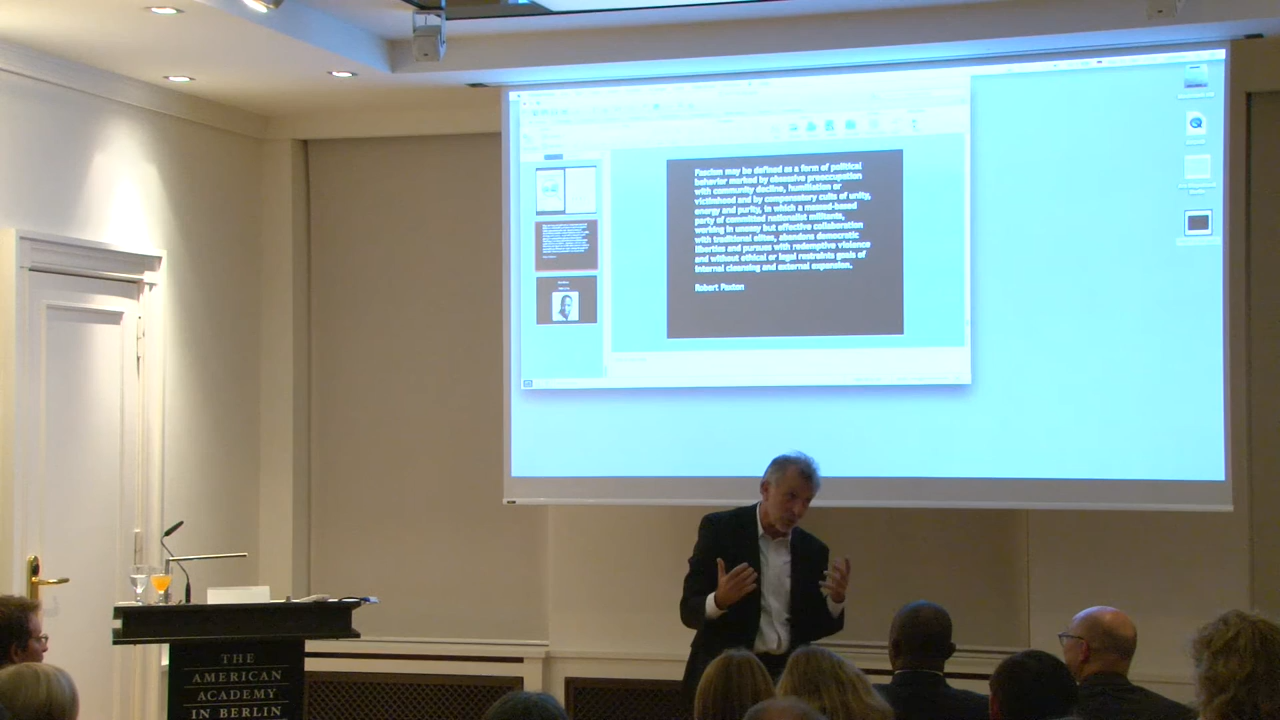 Fascism may be defined as a form of political
behavior marked by obsessive preoccupation
with community decline, humiliation or
victimhood and by compensatory cults of unity,
energy and purity, in which a massed-based
party of committed nationalist militants,
working in uneasy but effective collaboration
with traditional elites, abandons democratic
liberties and pursues with redemptive violence
and without ethical or legal restraints goals of
internal cleansing and external expansion.
Robert Paxton
THE
AMERICAN
ACADEMY
IN BERLIN